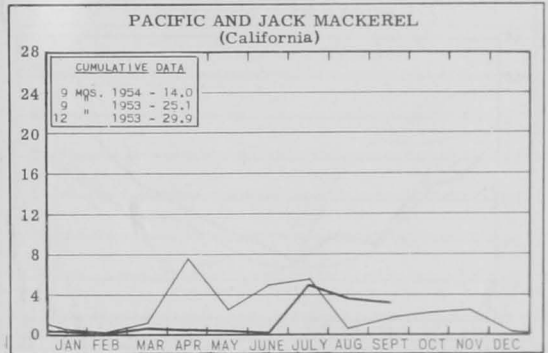 PACIFIC AND JACK MACKEREL
(California)
28
24
20
16
12
8
4
0
CUMULATIVE DATA
9 MOS. 1954 - 14.0
9 " 1953 - 25.1
12 " 1953 - 29.9
JAN FEB MAR APR MAY JUNE JULY AUG SEPT OCT NOV DEC